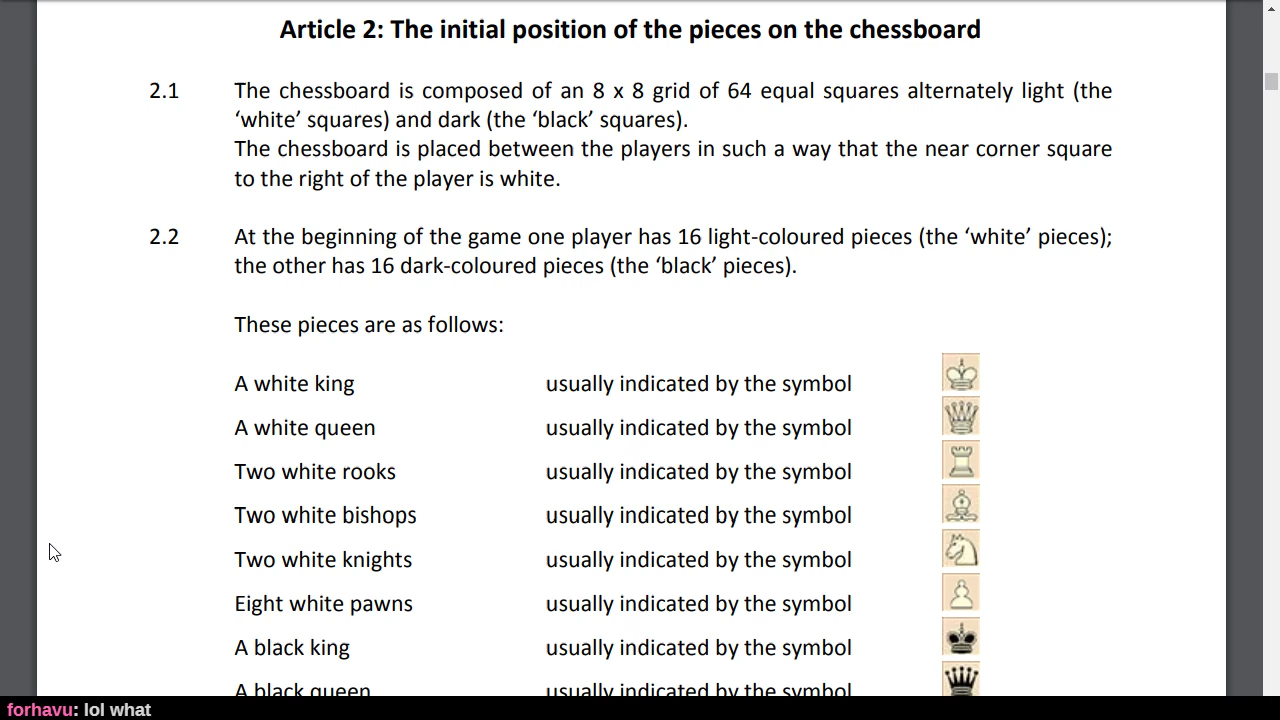 Article 2: The initial position of the pieces on the chessboard
2.1 The chessboard is composed of an 8 x 8 grid of 64 equal squares alternately light (the
‘white’ squares) and dark (the ‘black’ squares).
The chessboard is placed between the players in such a way that the near corner square
to the right of the player is white.
2.2 At the beginning of the game one player has 16 light-coloured pieces (the ‘white’ pieces);
the other has 16 dark-coloured pieces (the ‘black’ pieces).
These pieces are as follows:
A white king usually indicated by the symbol
A white queen usually indicated by the symbol
Two white rooks usually indicated by the symbol
Two white bishops usually indicated by the symbol
Two white knights usually indicated by the symbol
Eight white pawns usually indicated by the symbol
A black king usually indicated by the symbol
A black queen usually indicated by the symbol
forhavu: lol what